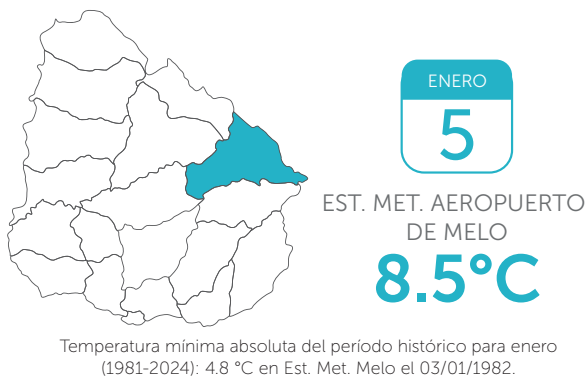 ENERO
5
EST. MET. AEROPUERTO
DE MELO
8.5°C
Temperatura mínima absoluta del período histórico para enero
(1981-2024): 4.8 °C en Est. Met. Melo el 03/01/1982.